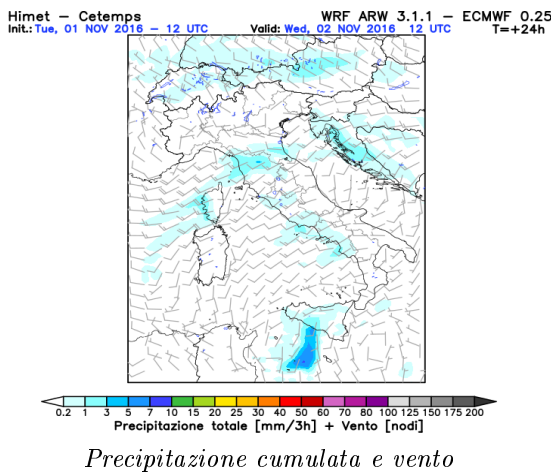 Himet – Cetemps WRF ARW 3.1.1 – ECMWF 0.25
Init.: Tue, 01 NOV 2016 – 12 UTC Valid: Wed, 02 NOV 2016 12 UTC T=+24h
0.2 1 3 5 7 10 15 20 25 30 40 50 60 70 80 100 125 150 175 200
Precipitazione totale [mm/3h] + Vento [nodi]
Precipitazione cumulata e vento